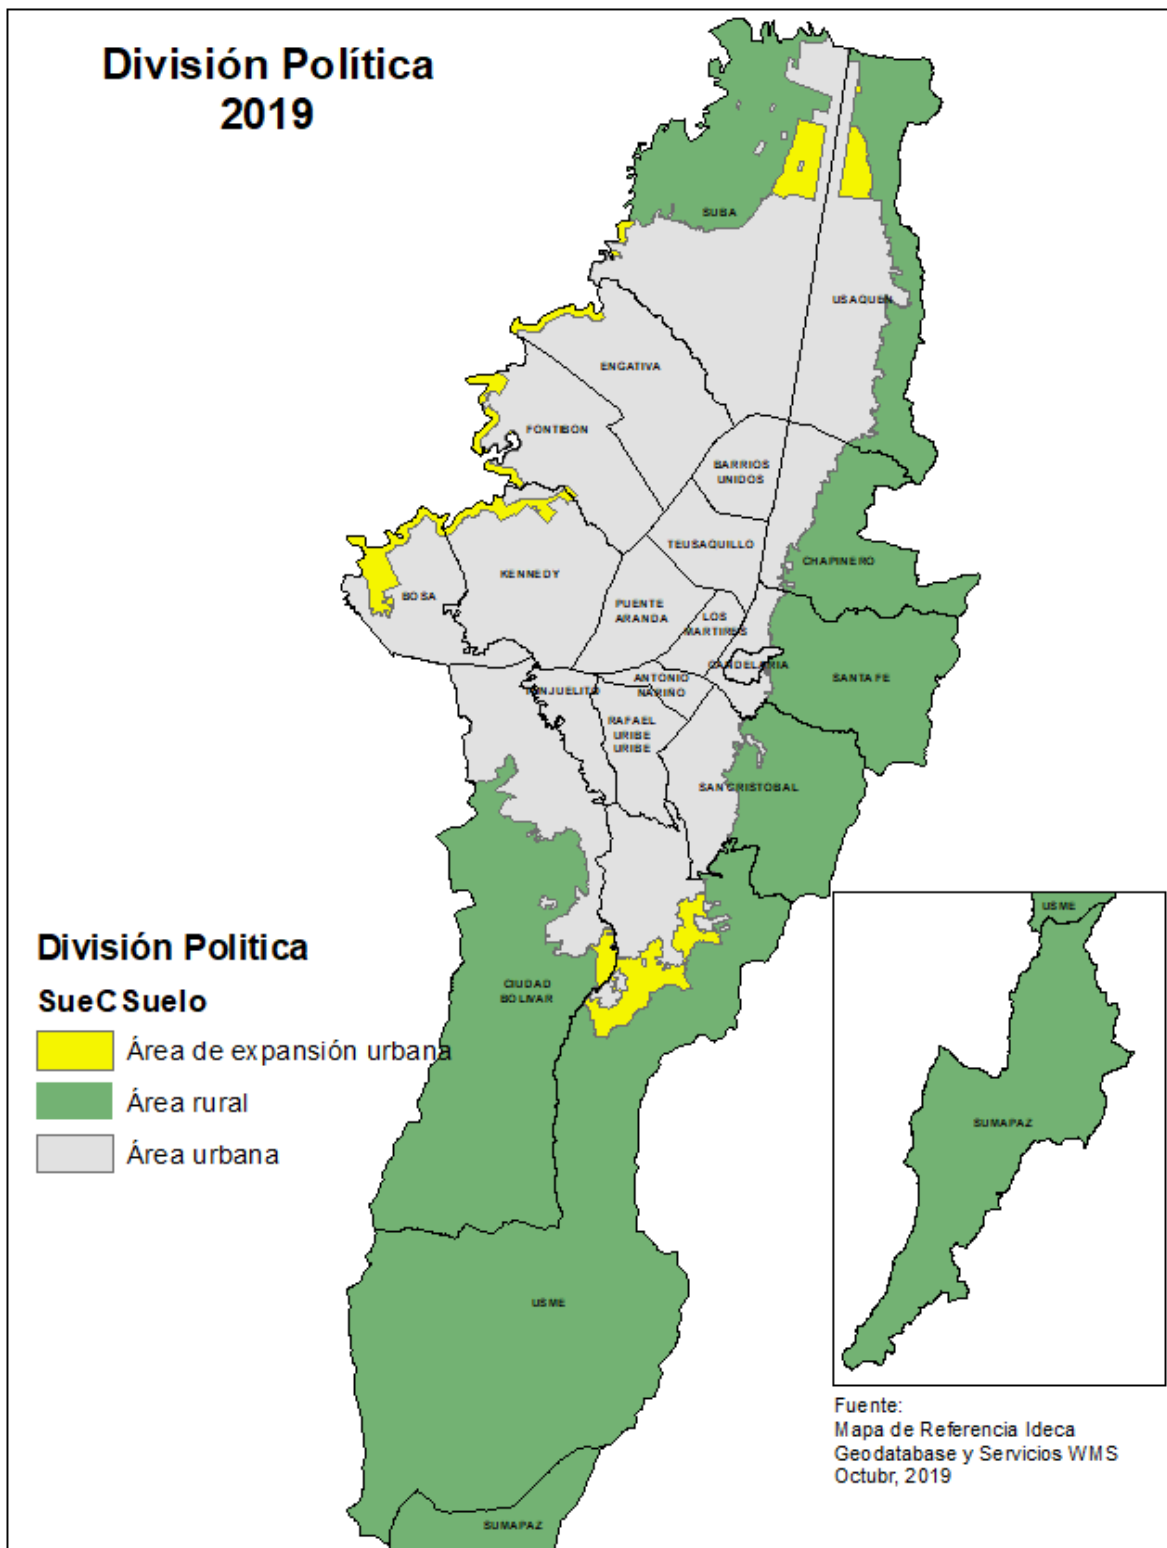 División Política
2019
SUBA
USAQUEN
ENGATIVA
FONTIBON
BARRIOS
UNIDOS
TEUSAQUILLO
CHAPINERO
KENNEDY
BOSA
PUENTE
ARANDA
LOS
MARTIRES
CANDELARIA
SANTA FE
ANTONIO
NARIÑO
TUNJUELITO
RAFAEL
URIBE
URIBE
SAN CRISTOBAL
CIUDAD
BOLIVAR
USME
SUMAPAZ
División Politica
SueCSuelo
Área de expansión urbana
Área rural
Área urbana
USME
SUMAPAZ
Fuente:
Mapa de Referencia Ideca
Geodatabase y Servicios WMS
Octubr, 2019